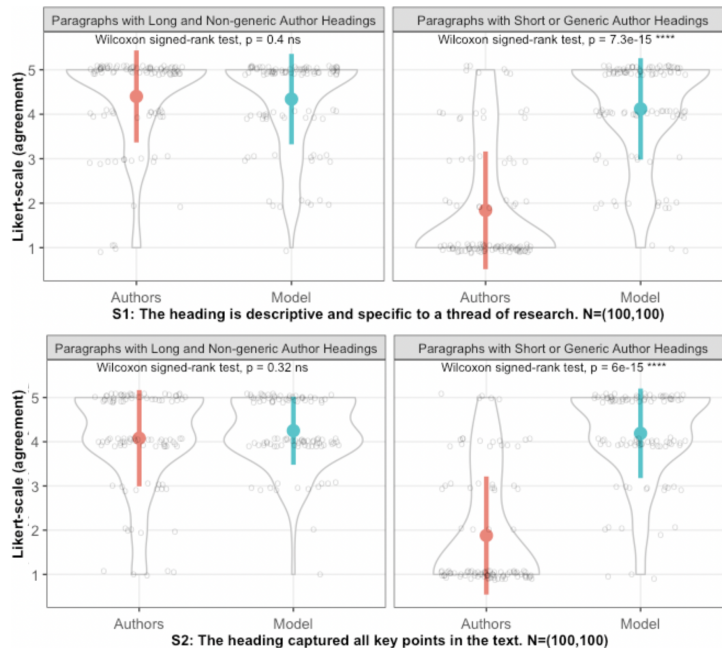 Paragraphs with Long and Non-generic Author Headings
Paragraphs with Short or Generic Author Headings
Wilcoxon signed-rank test, p = 0.4 ns
Wilcoxon signed-rank test, p = 7.3e-15 ****
Likert-scale (agreement)
5
4
3
2
1
Authors
Model
Authors
Model
S1: The heading is descriptive and specific to a thread of research. N=(100,100)
Paragraphs with Long and Non-generic Author Headings
Paragraphs with Short or Generic Author Headings
Wilcoxon signed-rank test, p = 0.32 ns
Wilcoxon signed-rank test, p = 6e-15 ****
Likert-scale (agreement)
5
4
3
2
1
Authors
Model
Authors
Model
S2: The heading captured all key points in the text. N=(100,100)